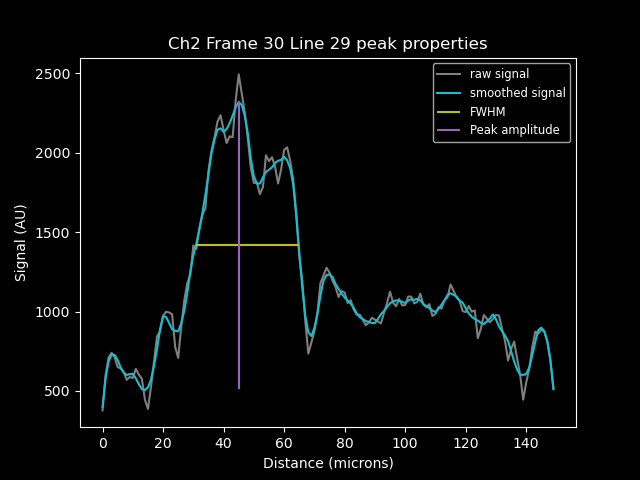 Ch2 Frame 30 Line 29 peak properties
raw signal
smoothed signal
FWHM
Peak amplitude
Signal (AU)
2500
2000
1500
1000
500
0 20 40 60 80 100 120 140
Distance (microns)